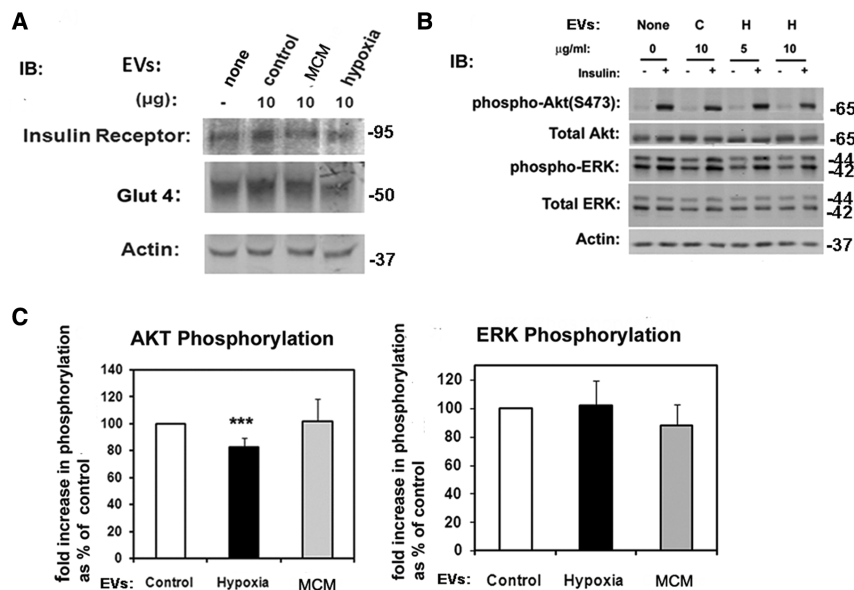 A
IB: EVs: none control MCM hypoxia
(µg): - 10 10 10
Insulin Receptor: -95
Glut 4: -50
Actin: -37
B
EVs: None C H H
µg/ml: 0 10 5 10
IB: Insulin: - + - + - + - +
phospho-Akt(S473): -65
Total Akt: -65
phospho-ERK: -44
-42
Total ERK: -44
-42
Actin: -37
C
AKT Phosphorylation
fold increase in phosphorylation
as % of control
140
120
100
80
60
40
20
0
***
EVs: Control Hypoxia MCM
ERK Phosphorylation
fold increase in phosphorylation
as % of control
120
100
80
60
40
20
0
EVs: Control Hypoxia MCM